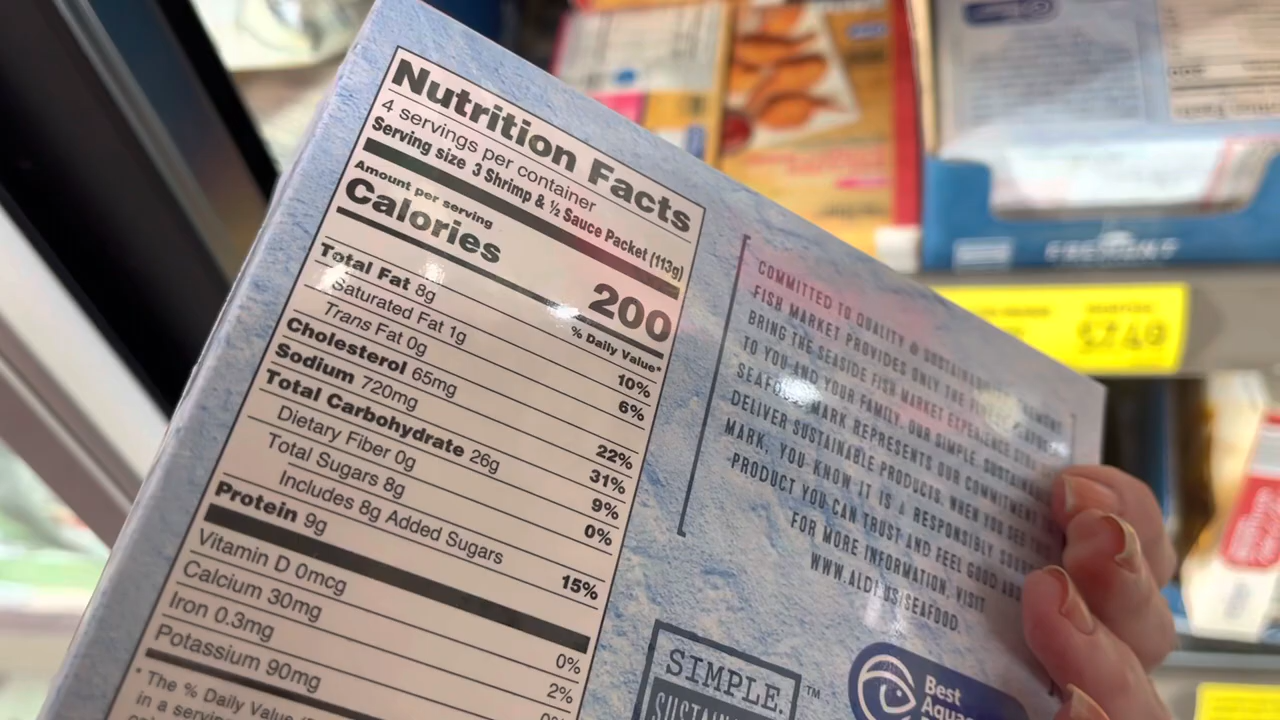 Nutrition Facts
4 servings per container
Serving size 3 Shrimp & ½ Sauce Packet (113g)
Amount per serving
Calories 200
% Daily Value*
Total Fat 8g 10%
Saturated Fat 1g 6%
Trans Fat 0g
Cholesterol 65mg 22%
Sodium 720mg 31%
Total Carbohydrate 26g 9%
Dietary Fiber 0g 0%
Total Sugars 8g
Includes 8g Added Sugars 15%
Protein 9g
Vitamin D 0mcg 0%
Calcium 30mg 2%
Iron 0.3mg
Potassium 90mg
* The % Daily Value
in a
COMMITTED TO QUALITY &
FISH MARKET PROVIDES ONLY THE
BRING THE SEASIDE FISH MARKET EXPERIENCE
TO YOU AND YOUR FAMILY. OUR SIMPLE.
MARK REPRESENTS OUR COMMITMENT
DELIVER SUSTAINABLE PRODUCTS. WHEN YOU SEE
MARK, YOU KNOW IT IS A RESPONSIBLY
PRODUCT YOU CAN TRUST AND FEEL GOOD
FOR MORE INFORMATION, VISIT
WWW.ALDI.US/SEAFOOD.
SIMPLE. ™
Best